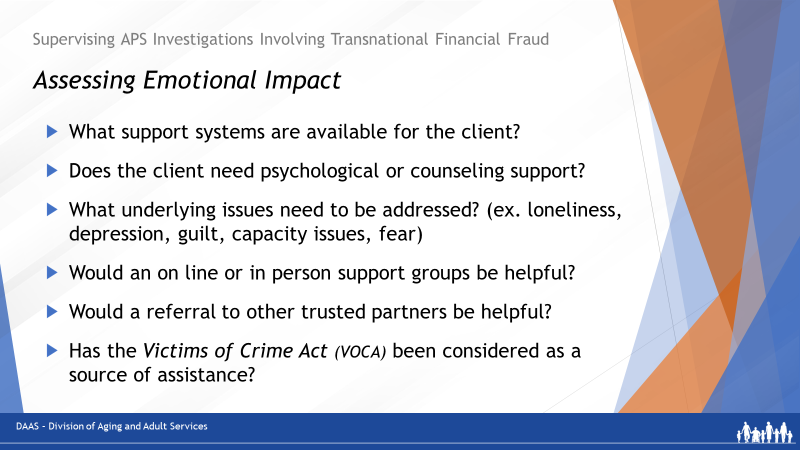 Supervising APS Investigations Involving Transnational Financial Fraud
Assessing Emotional Impact
What support systems are available for the client?
Does the client need psychological or counseling support?
What underlying issues need to be addressed? (ex. loneliness,
depression, guilt, capacity issues, fear)
Would an on line or in person support groups be helpful?
Would a referral to other trusted partners be helpful?
Has the Victims of Crime Act (VOCA) been considered as a
source of assistance?
DAAS – Division of Aging and Adult Services